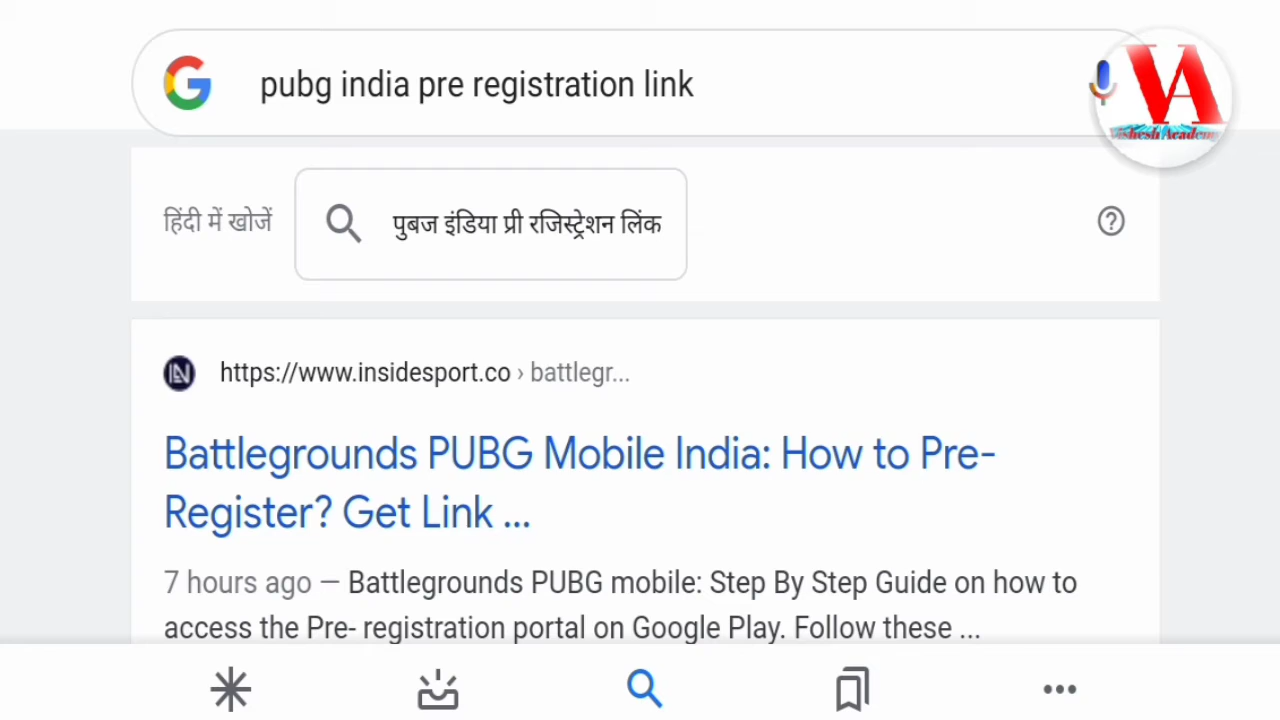 pubg india pre registration link
VA
Vishesh Academy
हिंदी में खोजें
पुबज इंडिया प्री रजिस्ट्रेशन लिंक
https://www.insidesport.co › battlegr...
Battlegrounds PUBG Mobile India: How to Pre-
Register? Get Link ...
7 hours ago — Battlegrounds PUBG mobile: Step By Step Guide on how to
access the Pre- registration portal on Google Play. Follow these ...